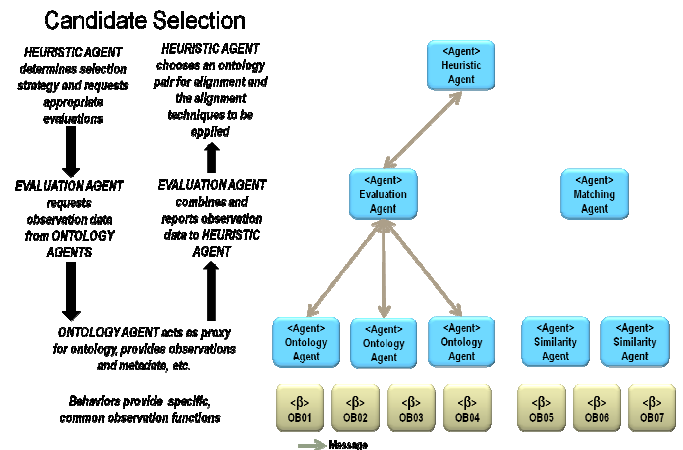 Candidate Selection
HEURISTIC AGENT
determines selection
strategy and requests
appropriate
evaluations
HEURISTIC AGENT
chooses an ontology
pair for alignment and
the alignment
techniques to be
applied
EVALUATION AGENT
requests
observation data
from ONTOLOGY
AGENTS
EVALUATION AGENT
combines and
reports observation
data to HEURISTIC
AGENT
ONTOLOGY AGENT acts as proxy
for ontology, provides observations
and metadata, etc.
Behaviors provide specific,
common observation functions
<Agent>
Heuristic
Agent
<Agent>
Evaluation
Agent
<Agent>
Matching
Agent
<Agent>
Ontology
Agent
<Agent>
Ontology
Agent
<Agent>
Ontology
Agent
<Agent>
Similarity
Agent
<Agent>
Similarity
Agent
<β>
OB01
<β>
OB02
<β>
OB03
<β>
OB04
<β>
OB05
<β>
OB06
<β>
OB07
Message